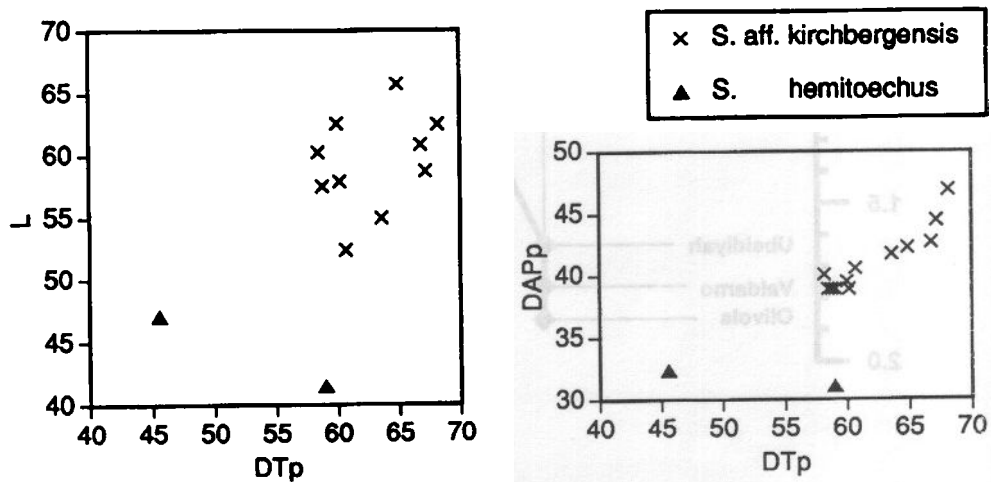 70
65
60
55
50
45
40
L
40 45 50 55 60 65 70
DTp
× S. aff. kirchbergensis
▲ S. hemitoechus
50
45
40
35
30
DAPp
40 45 50 55 60 65 70
DTp
1.5
Ubeidiyah
Valdarno
Olivola
2.0